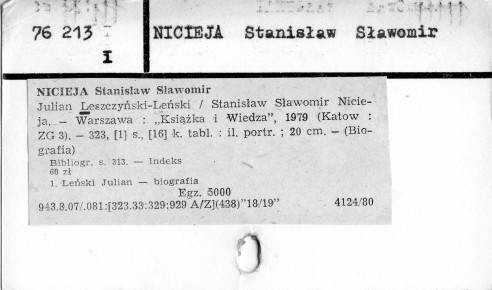 76 213 I
I
NICIEJA Stanisław Sławomir
NICIEJA Stanisław Sławomir
Julian Leszczyński-Leński / Stanisław Sławomir Nicie-
ja. — Warszawa : „Książka i Wiedza", 1979 (Katow :
ZG 3). — 323, [1] s., [16] k. tabl. : il. portr. ; 20 cm. — (Bio-
grafia)
Bibliogr. s. 313. — Indeks
60 zł
1. Leński Julian — biografia
Egz. 5000
943.8.07/.081:[323.33:329;929 A/Z](438)"18/19" 4124/80